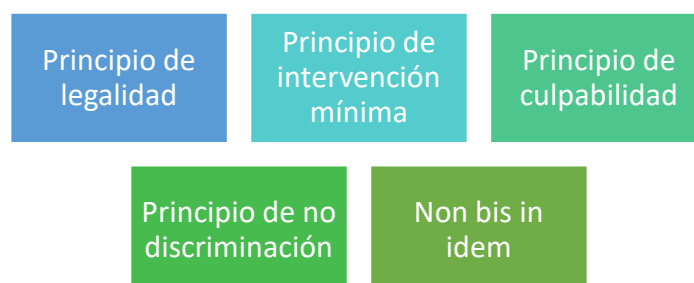 Principio de
legalidad
Principio de
intervención
mínima
Principio de
culpabilidad
Principio de no
discriminación
Non bis in
idem